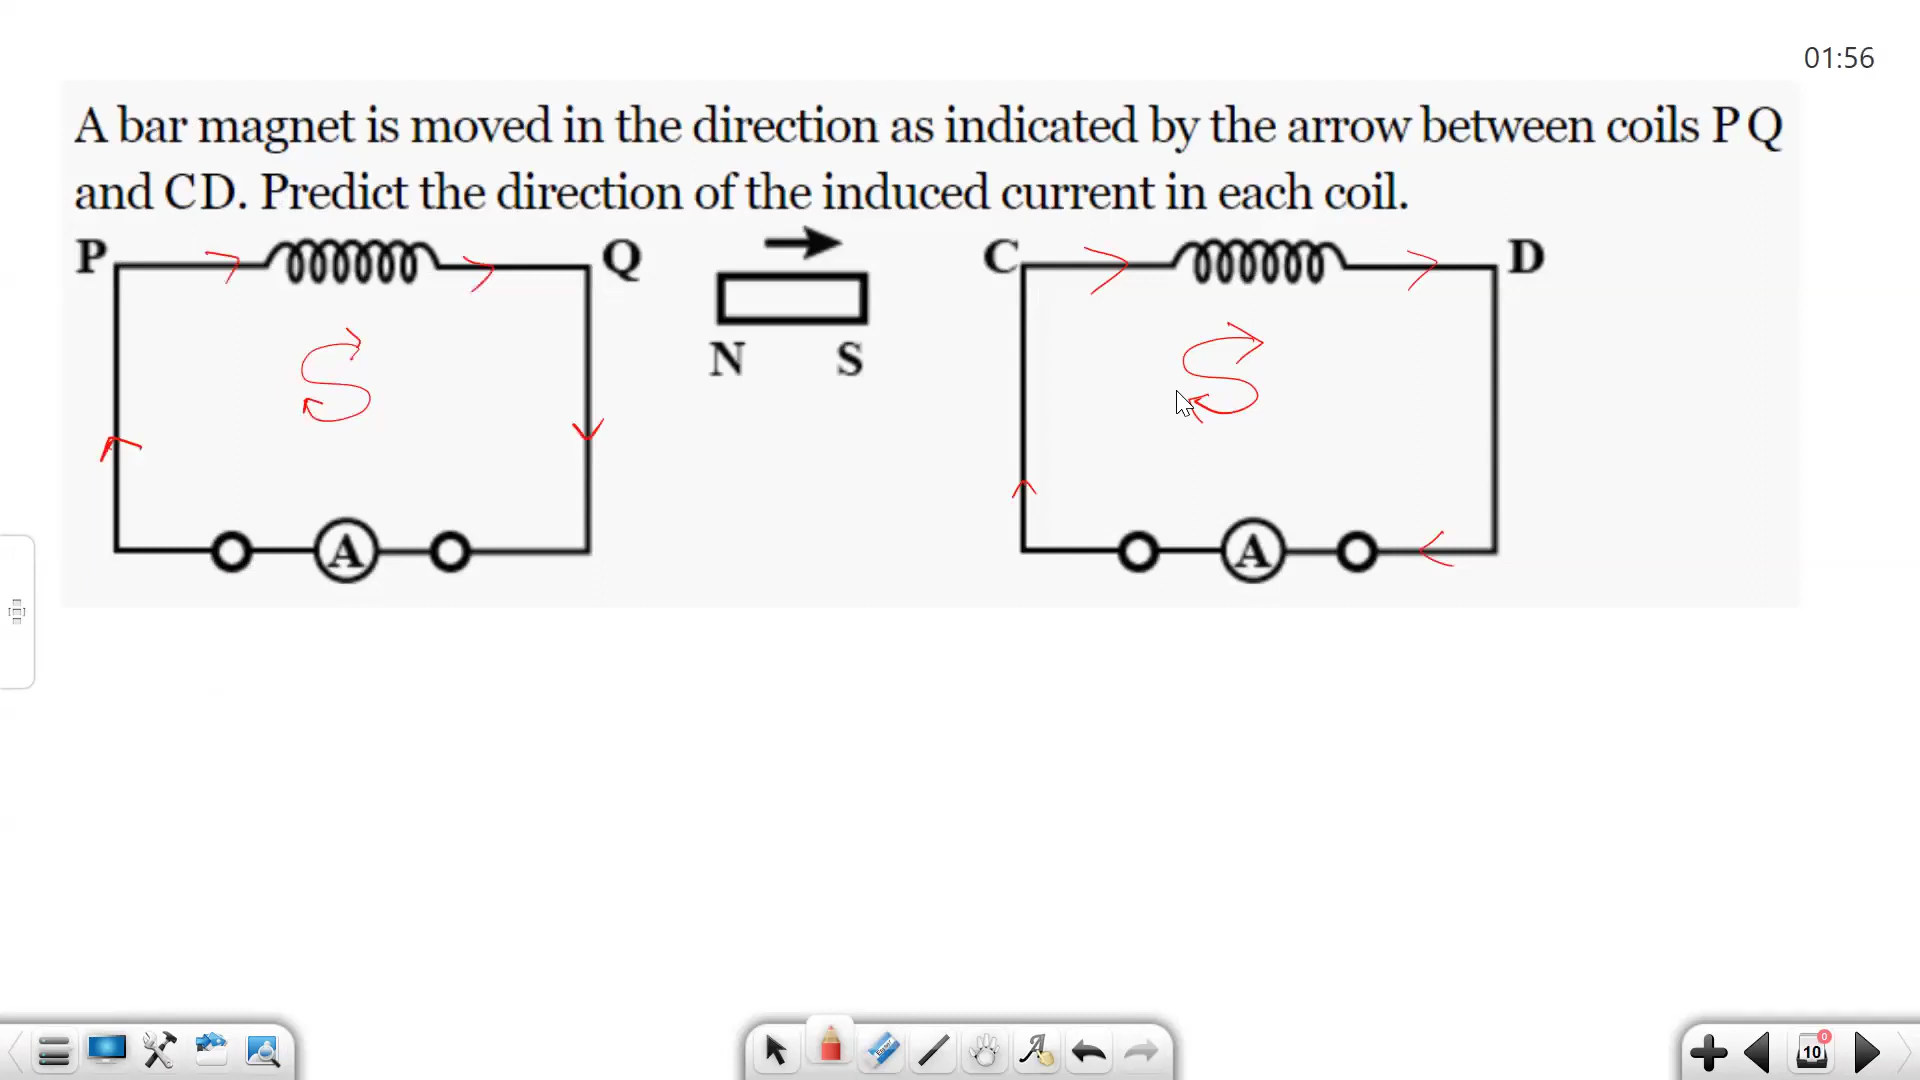 01:56
A bar magnet is moved in the direction as indicated by the arrow between coils P Q
and CD. Predict the direction of the induced current in each coil.
P Q C D
N S
S S
A A
10 0